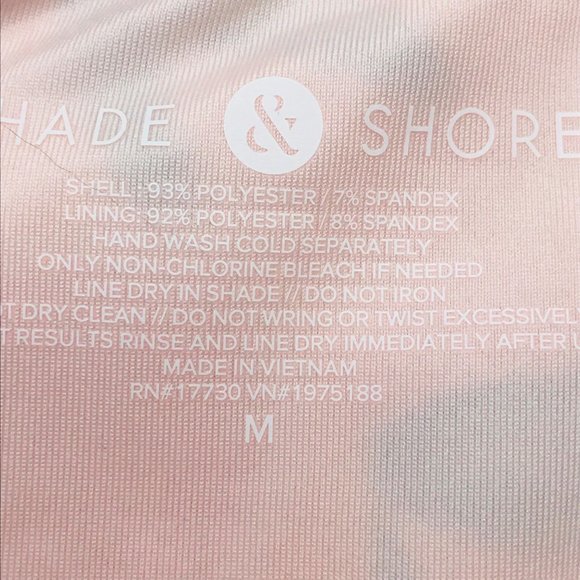 HADE & SHORE
SHELL: 93% POLYESTER / 7% SPANDEX
LINING: 92% POLYESTER / 8% SPANDEX
HAND WASH COLD SEPARATELY
ONLY NON-CHLORINE BLEACH IF NEEDED
LINE DRY IN SHADE // DO NOT IRON
OT DRY CLEAN // DO NOT WRING OR TWIST EXCESSIVEL
T RESULTS RINSE AND LINE DRY IMMEDIATELY AFTER U
MADE IN VIETNAM
RN#17730 VN#1975188
M